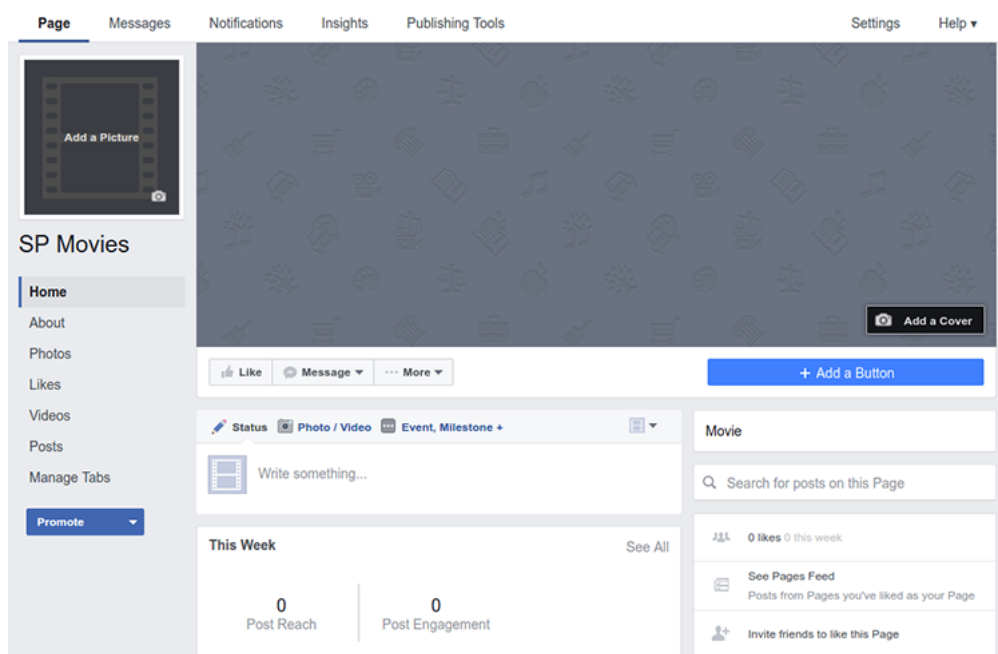 Page Messages Notifications Insights Publishing Tools Settings Help ▾
Add a Picture
SP Movies
Home
About
Photos
Likes
Videos
Posts
Manage Tabs
Promote
Add a Cover
Like Message ▾ ··· More ▾
+ Add a Button
Status Photo / Video Event, Milestone +
Write something...
This Week See All
0 0
Post Reach Post Engagement
Movie
Search for posts on this Page
0 likes 0 this week
See Pages Feed
Posts from Pages you've liked as your Page
Invite friends to like this Page